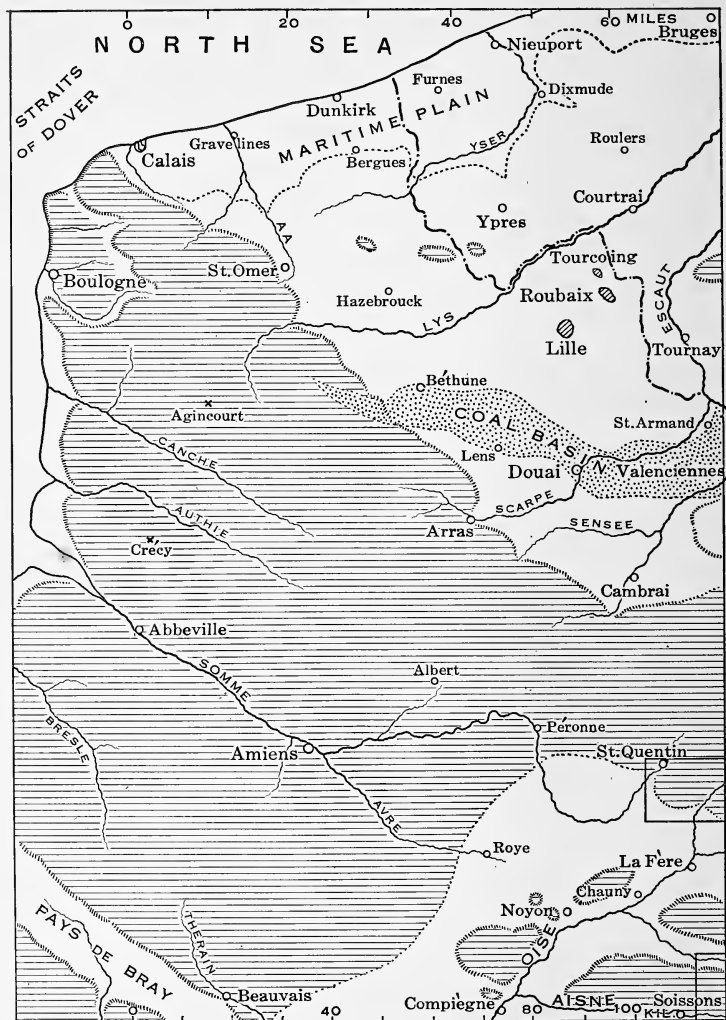 0 20 40 60 MILES
Bruges
NORTH SEA
Nieuport
STRAITS
OF DOVER
Furnes
Dixmude
Dunkirk
MARITIME PLAIN
Gravelines
Calais
Bergues
YSER
Roulers
AA
Ypres
Courtrai
Tourcoing
St. Omer
Boulogne
Hazebrouck
Roubaix
ESCAUT
LYS
Lille
Tournay
Béthune
Agincourt
COAL BASIN
St. Armand
CANCHE
Lens
Douai
Valenciennes
AUTHIE
SCARPE
Arras
SENSEE
Crécy
Cambrai
Abbeville
SOMME
Albert
BRESLE
Péronne
Amiens
St. Quentin
AVRE
Roye
La Fère
Chauny
PAYS DE BRAY
Noyon
THERAIN
OISE
Beauvais
Compiègne
AISNE
Soissons
0 40 80 100 KIL.